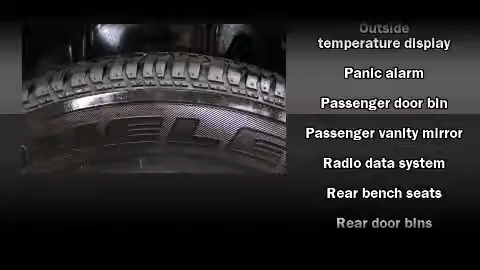 Outside
temperature display
Panic alarm
Passenger door bin
Passenger vanity mirror
Radio data system
Rear bench seats
Rear door bins